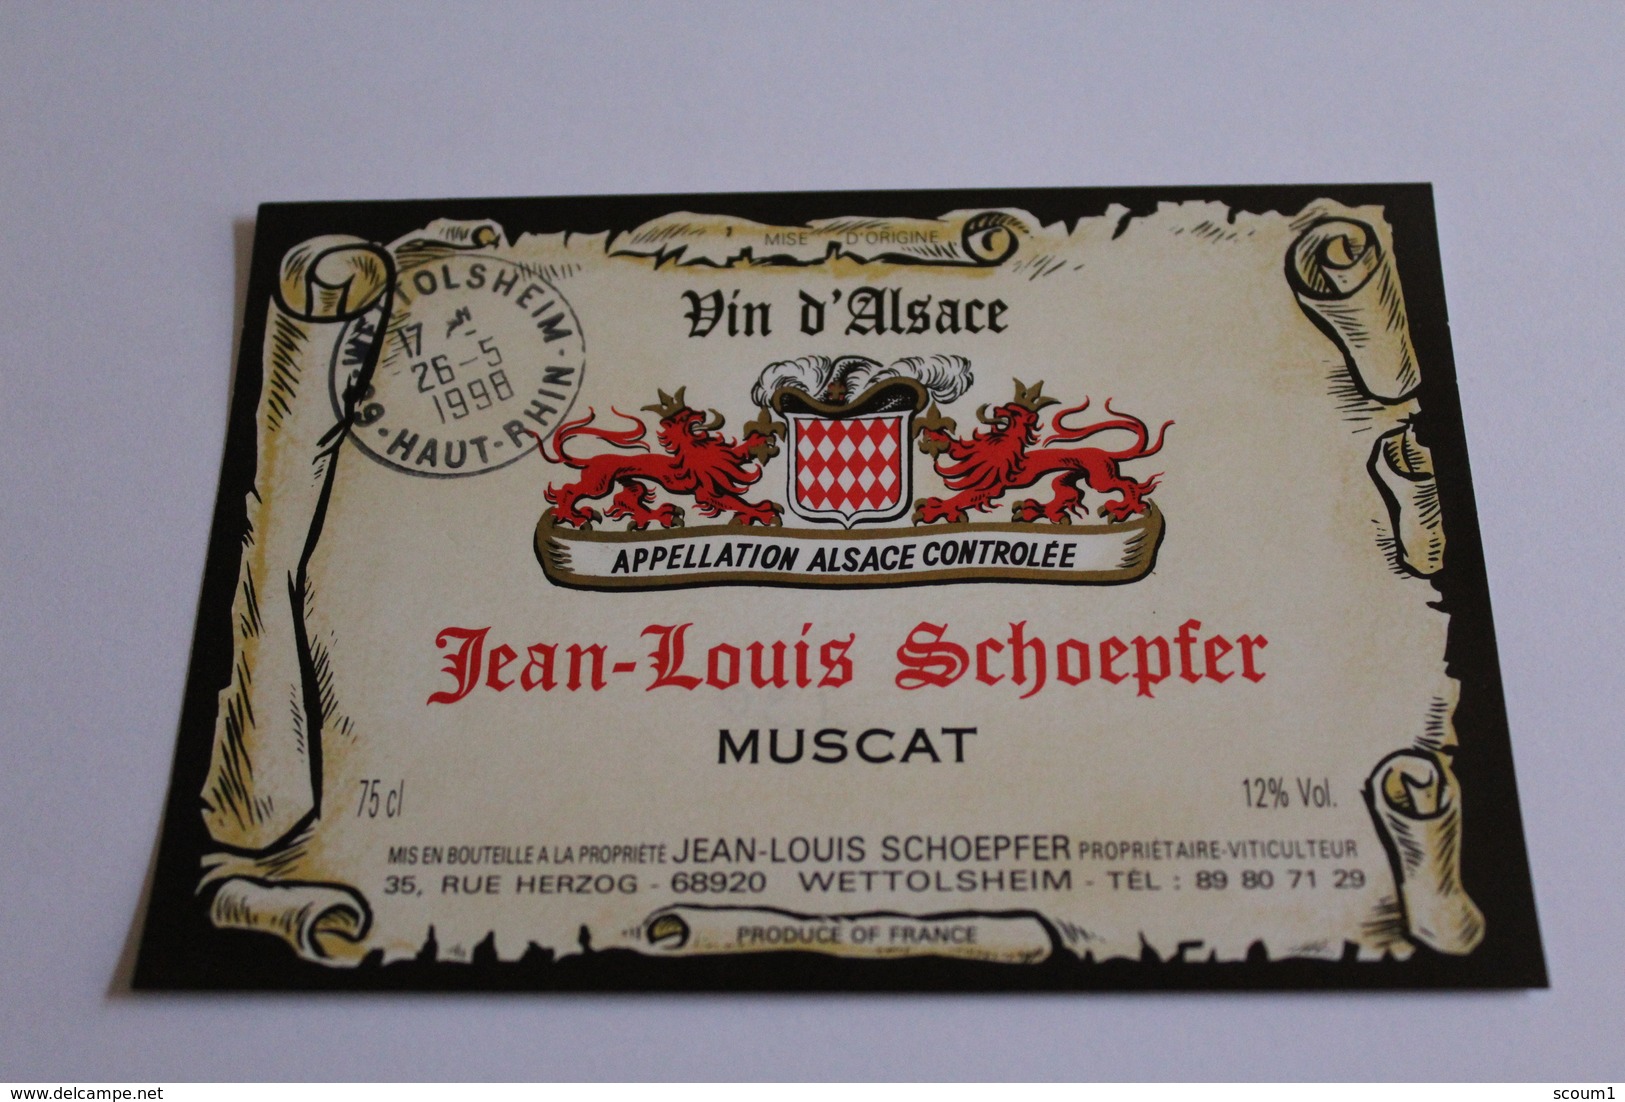 MISE D'ORIGINE
WETTOLSHEIM
17
26-5
1998
68 · HAUT-RHIN
Vin d'Alsace
APPELLATION ALSACE CONTROLÉE
Jean-Louis Schoepfer
MUSCAT
75 cl
12% Vol.
MIS EN BOUTEILLE A LA PROPRIÉTÉ JEAN-LOUIS SCHOEPFER PROPRIÉTAIRE-VITICULTEUR
35, RUE HERZOG - 68920 WETTOLSHEIM - TÉL : 89 80 71 29
PRODUCE OF FRANCE
delcampe.net
scoum1